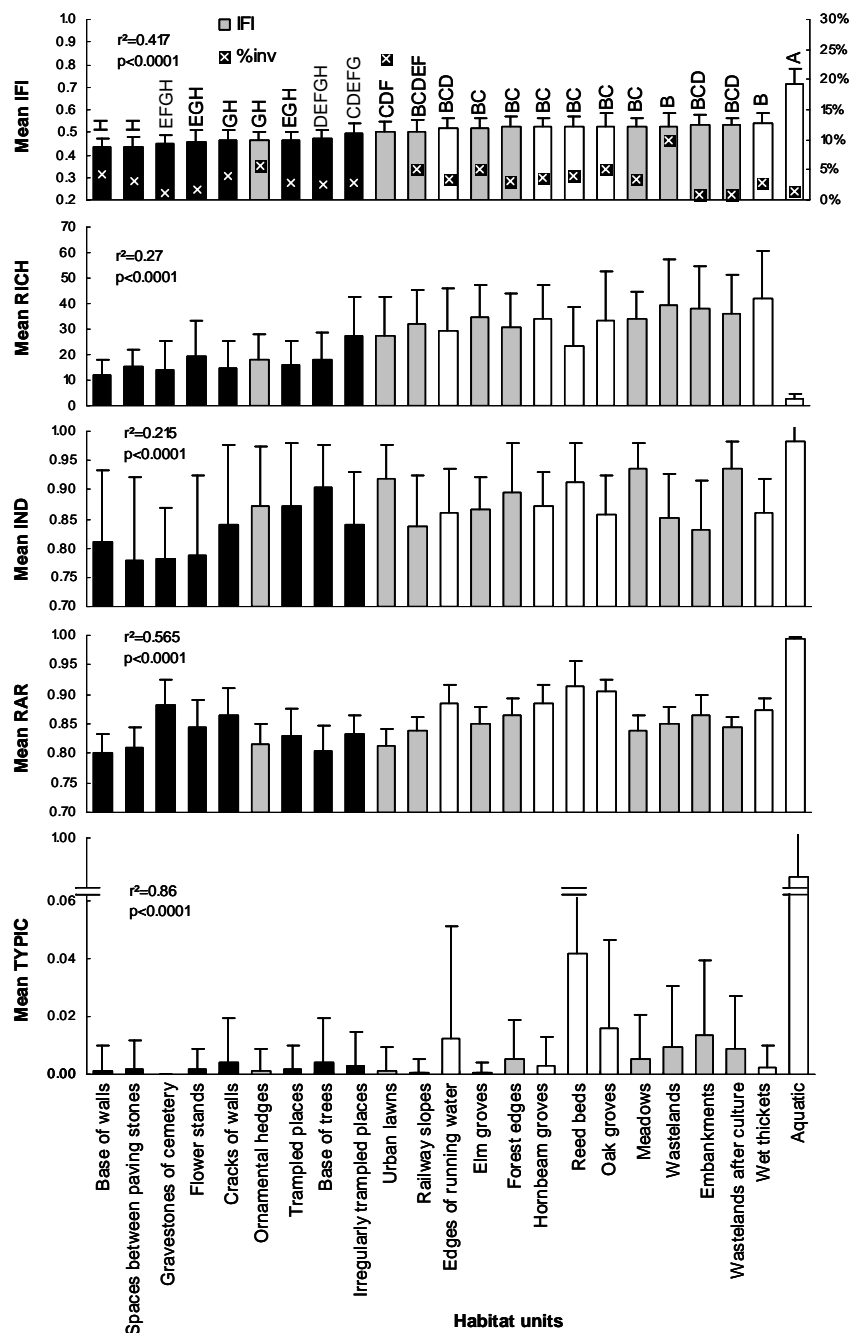 1.0
0.9
0.8
0.7
0.6
0.5
0.4
0.3
0.2
Mean IFI
r²=0.417
p<0.0001
IFI
%inv
H
H
EFGH
EGH
GH
GH
EGH
DEFGH
CDEFG
CDF
BCDEF
BCD
BC
BC
BC
BC
BC
BC
B
BCD
BCD
B
A
30%
25%
20%
15%
10%
5%
0%
70
60
50
40
30
20
10
0
Mean RICH
r²=0.27
p<0.0001
1.00
0.95
0.90
0.85
0.80
0.75
0.70
Mean IND
r²=0.215
p<0.0001
1.00
0.95
0.90
0.85
0.80
0.75
0.70
Mean RAR
r²=0.565
p<0.0001
1.00
0.06
0.04
0.02
0.00
Mean TYPIC
r²=0.86
p<0.0001
Base of walls
Spaces between paving stones
Gravestones of cemetery
Flower stands
Cracks of walls
Ornamental hedges
Trampled places
Base of trees
Irregularly trampled places
Urban lawns
Railway slopes
Edges of running water
Elm groves
Forest edges
Hornbeam groves
Reed beds
Oak groves
Meadows
Wastelands
Embankments
Wastelands after culture
Wet thickets
Aquatic
Habitat units